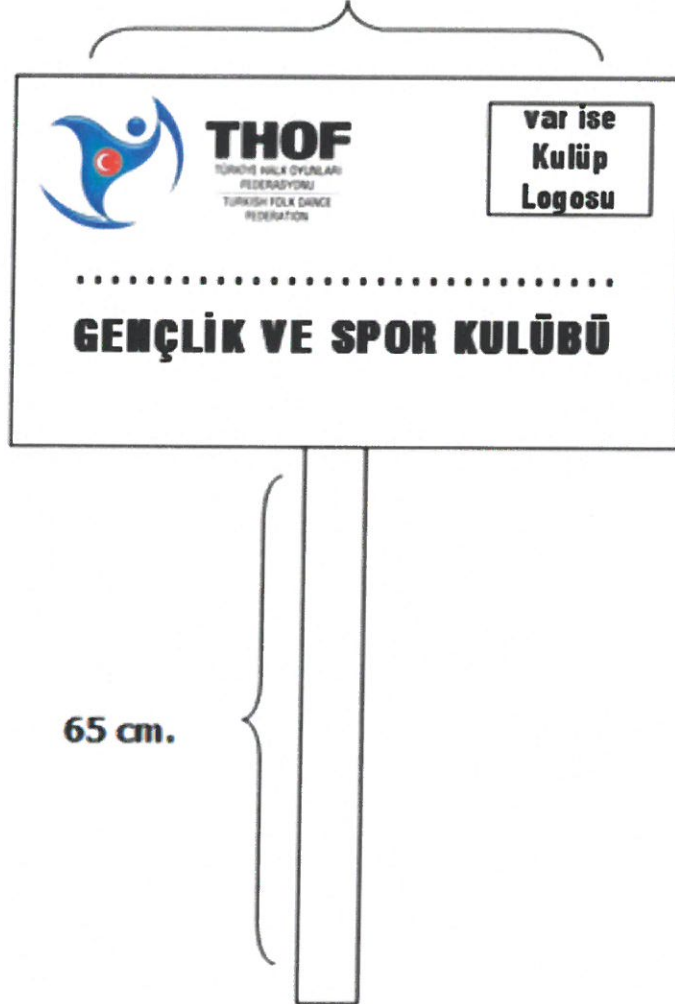 THOF
TÜRKİYE HALK OYUNLARI
FEDERASYONU
TURKISH FOLK DANCE
FEDERATION
var ise
Kulüp
Logosu
................................
GENÇLİK VE SPOR KULÜBÜ
65 cm.